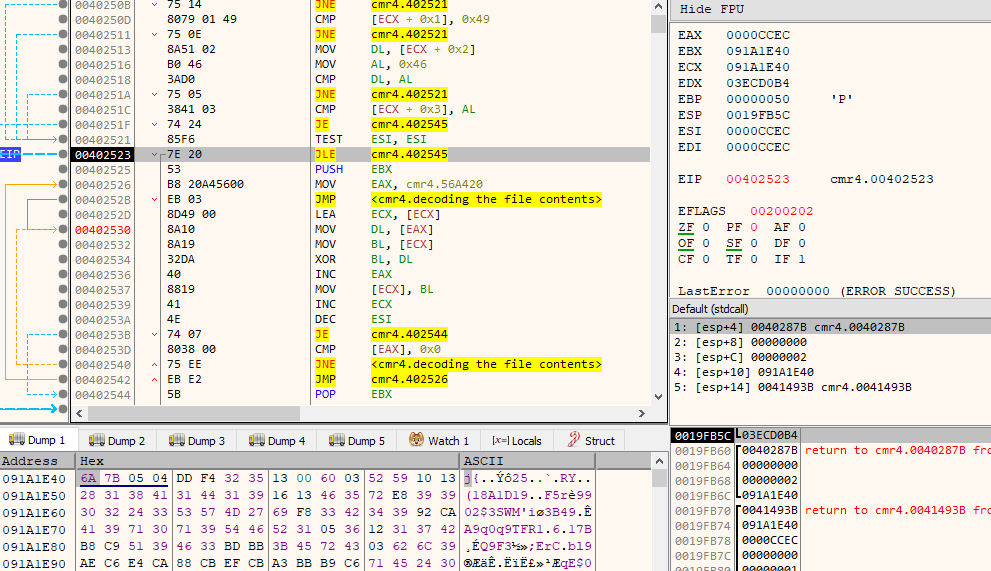 0040250B 75 14 JNE cmr4.402521
0040250D 8079 01 49 CMP [ECX + 0x1], 0x49
00402511 75 0E JNE cmr4.402521
00402513 8A51 02 MOV DL, [ECX + 0x2]
00402516 B0 46 MOV AL, 0x46
00402518 3AD0 CMP DL, AL
0040251A 75 05 JNE cmr4.402521
0040251C 3841 03 CMP [ECX + 0x3], AL
0040251F 74 24 JE cmr4.402545
00402521 85F6 TEST ESI, ESI
EIP 00402523 7E 20 JLE cmr4.402545
00402525 53 PUSH EBX
00402526 B8 20A45600 MOV EAX, cmr4.56A420
0040252B EB 03 JMP <cmr4.decoding the file contents>
0040252D 8D49 00 LEA ECX, [ECX]
00402530 8A10 MOV DL, [EAX]
00402532 8A19 MOV BL, [ECX]
00402534 32DA XOR BL, DL
00402536 40 INC EAX
00402537 8819 MOV [ECX], BL
00402539 41 INC ECX
0040253A 4E DEC ESI
0040253B 74 07 JE cmr4.402544
0040253D 8038 00 CMP [EAX], 0x0
00402540 75 EE JNE <cmr4.decoding the file contents>
00402542 EB E2 JMP cmr4.402526
00402544 5B POP EBX
Hide FPU
EAX 0000CCEC
EBX 091A1E40
ECX 091A1E40
EDX 03ECD0B4
EBP 00000050 'P'
ESP 0019FB5C
ESI 0000CCEC
EDI 0000CCEC
EIP 00402523 cmr4.00402523
EFLAGS 00200202
ZF 0 PF 0 AF 0
OF 0 SF 0 DF 0
CF 0 TF 0 IF 1
LastError 00000000 (ERROR SUCCESS)
Default (stdcall)
1: [esp+4] 0040287B cmr4.0040287B
2: [esp+8] 00000000
3: [esp+C] 00000002
4: [esp+10] 091A1E40
5: [esp+14] 0041493B cmr4.0041493B
Dump 1 Dump 2 Dump 3 Dump 4 Dump 5 Watch 1 [x=] Locals Struct
Address Hex ASCII
091A1E40 6A 7B 05 04 DD F4 32 35 13 00 60 03 52 59 10 13 j{..Ýô25..`.RY..
091A1E50 28 31 38 41 31 44 31 39 16 13 46 35 72 E8 39 39 (18A1D19..F5rè99
091A1E60 30 32 24 33 53 57 4D 27 69 F8 33 42 34 39 92 CA 02$3SWM'iø3B49.Ê
091A1E70 41 39 71 30 71 39 54 46 52 31 05 36 12 31 37 42 A9q0q9TFR1.6.17B
091A1E80 B8 C9 51 39 46 33 BD BB 3B 45 72 43 03 62 6C 39 ¸ÉQ9F3½»;ErC.bl9
091A1E90 AE C6 E4 CA 88 CB EF CB A3 BB B9 C6 71 45 24 30 ®ÆäÊ.ËïË£»¹ÆqE$0
0019FB5C 03ECD0B4
0019FB60 0040287B return to cmr4.0040287B fro
0019FB64 00000000
0019FB68 00000002
0019FB6C 091A1E40
0019FB70 0041493B return to cmr4.0041493B fro
0019FB74 091A1E40
0019FB78 0000CCEC
0019FB7C 00000000
0019FB80 00000001